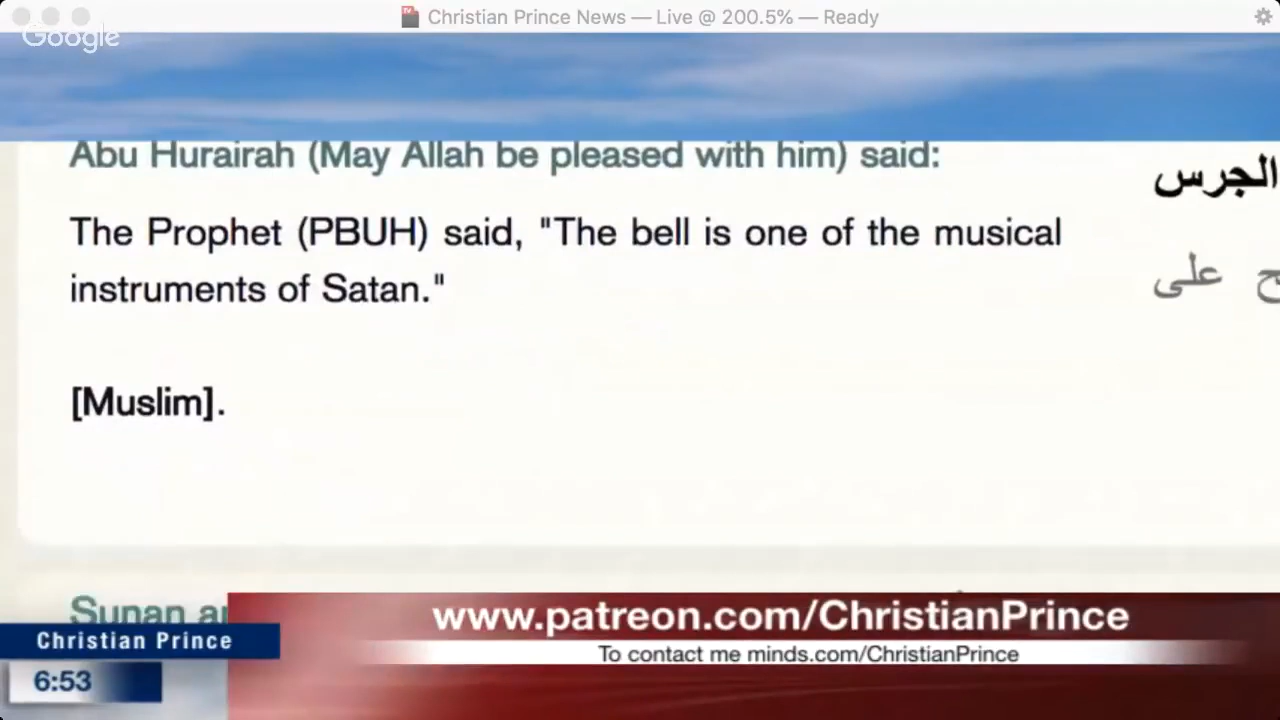 Christian Prince News — Live @ 200.5% — Ready
Google
Abu Hurairah (May Allah be pleased with him) said:
الجرس
The Prophet (PBUH) said, "The bell is one of the musical
instruments of Satan."
على
[Muslim].
Sunan
www.patreon.com/ChristianPrince
Christian Prince
To contact me minds.com/ChristianPrince
6:53